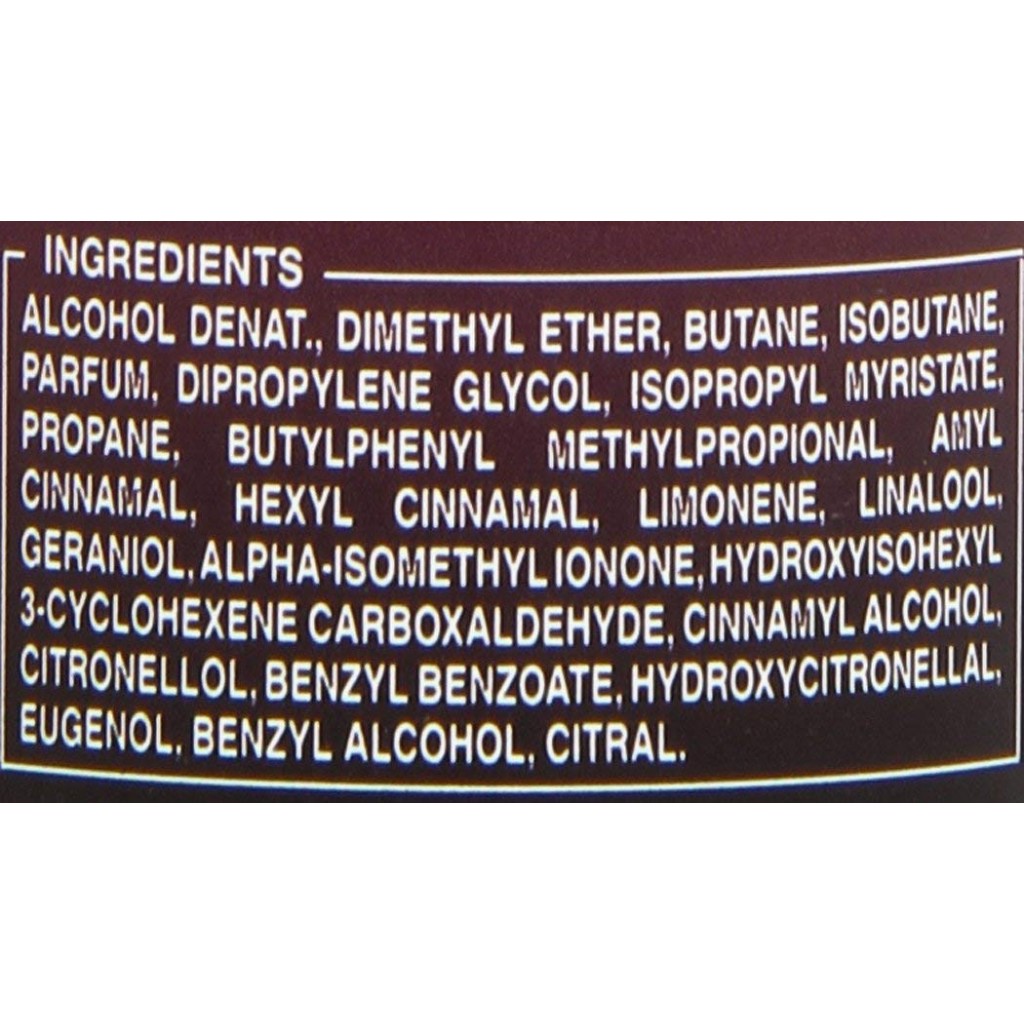 INGREDIENTS
ALCOHOL DENAT., DIMETHYL ETHER, BUTANE, ISOBUTANE,
PARFUM, DIPROPYLENE GLYCOL, ISOPROPYL MYRISTATE,
PROPANE, BUTYLPHENYL METHYLPROPIONAL, AMYL
CINNAMAL, HEXYL CINNAMAL, LIMONENE, LINALOOL,
GERANIOL, ALPHA-ISOMETHYL IONONE, HYDROXYISOHEXYL
3-CYCLOHEXENE CARBOXALDEHYDE, CINNAMYL ALCOHOL,
CITRONELLOL, BENZYL BENZOATE, HYDROXYCITRONELLAL,
EUGENOL, BENZYL ALCOHOL, CITRAL.